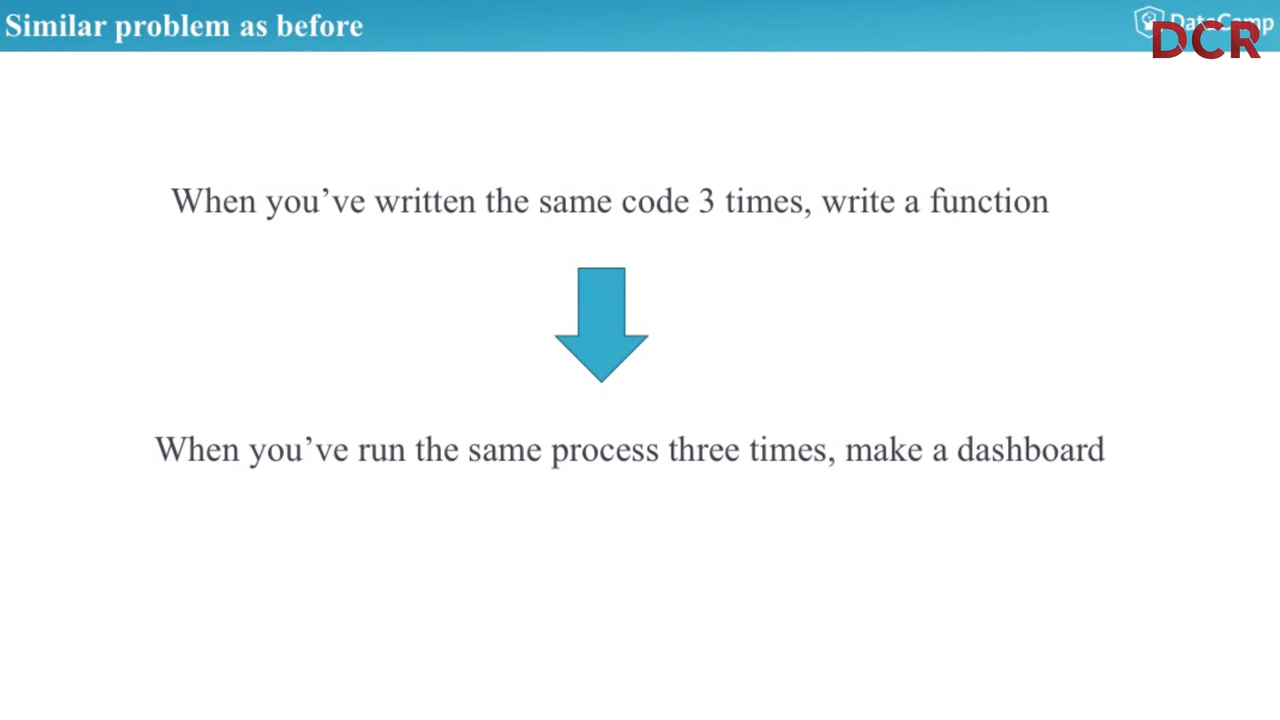 Similar problem as before
DataCamp
DCR
When you’ve written the same code 3 times, write a function
When you’ve run the same process three times, make a dashboard